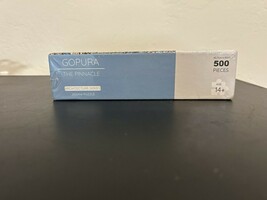 GOPURA
THE PINNACLE
500
PIECES
14+